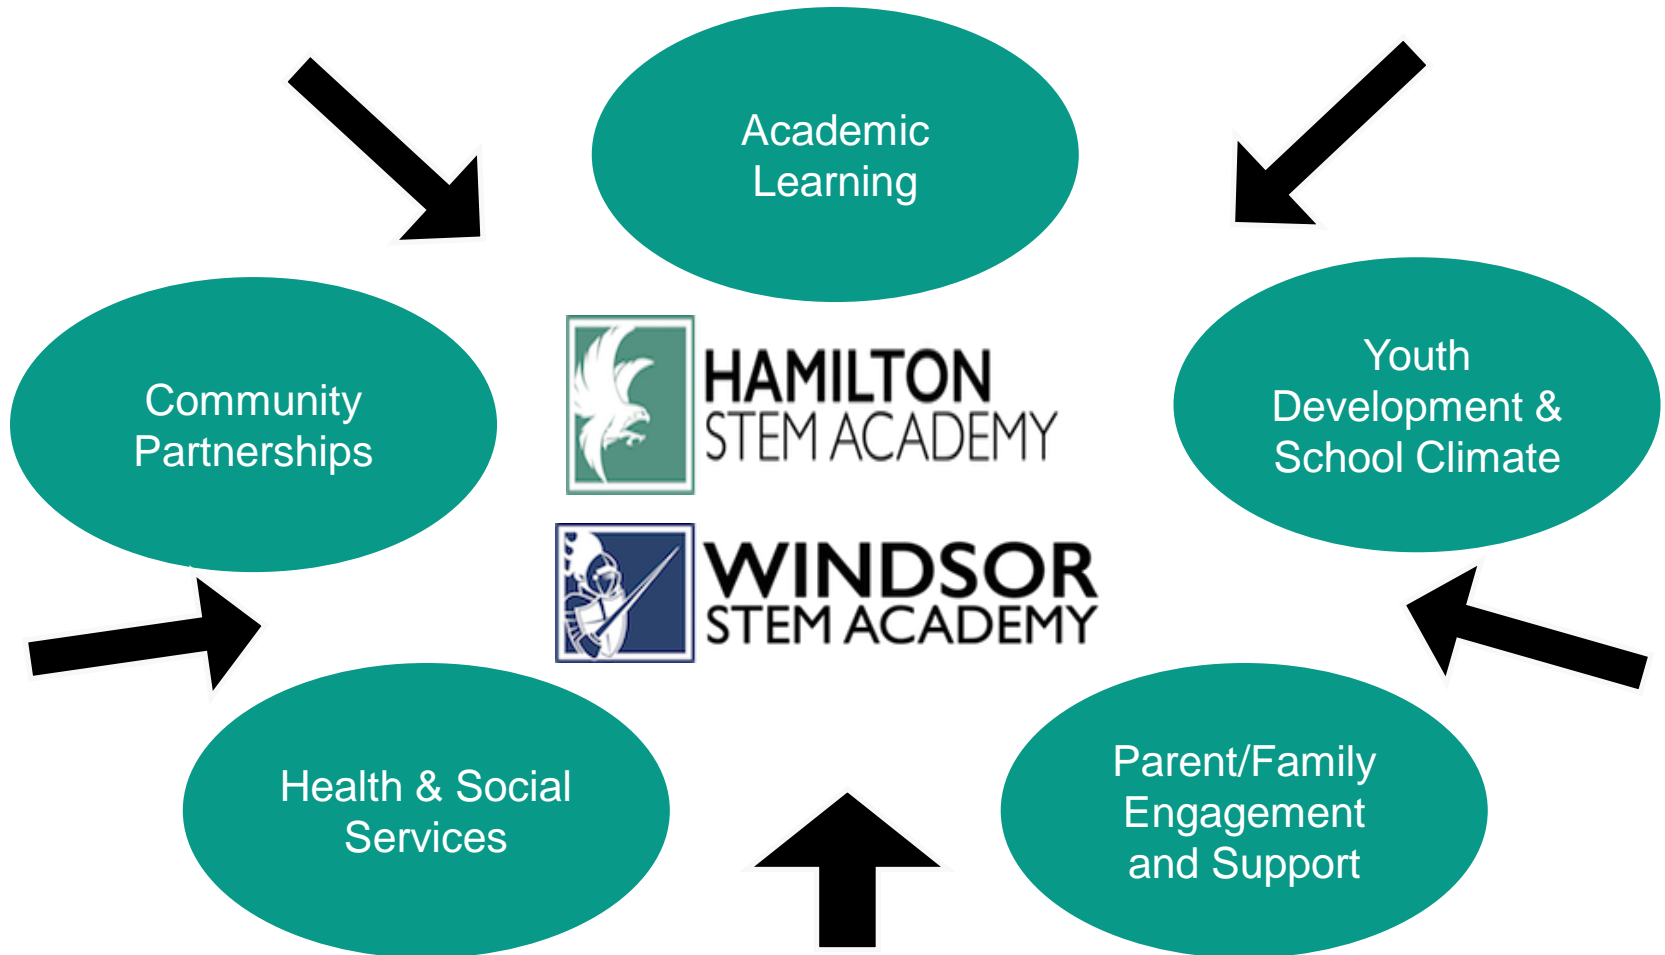 Academic
Learning
Community
Partnerships
HAMILTON
STEM ACADEMY
Youth
Development &
School Climate
WINDSOR
STEM ACADEMY
Health & Social
Services
Parent/Family
Engagement
and Support